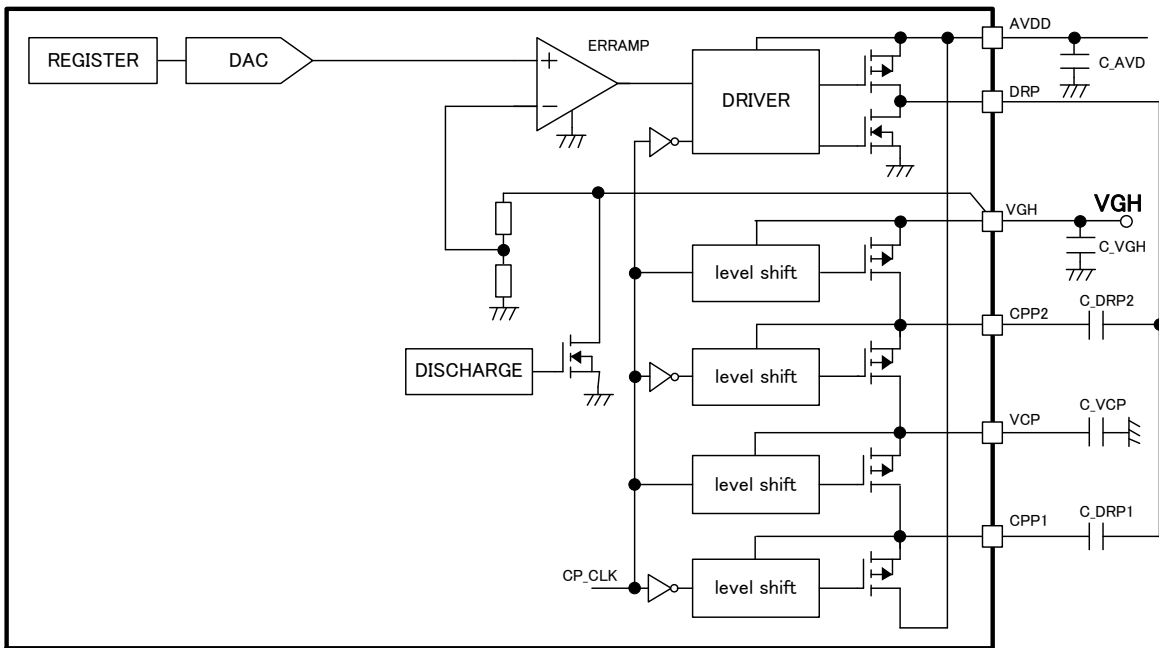 AVDD
ERRAMP
REGISTER
DAC
+
−
DRIVER
C_AVD
DRP
VGH
VGH
C_VGH
level shift
C_DRP2
CPP2
DISCHARGE
level shift
C_VCP
VCP
level shift
C_DRP1
CPP1
CP_CLK
level shift